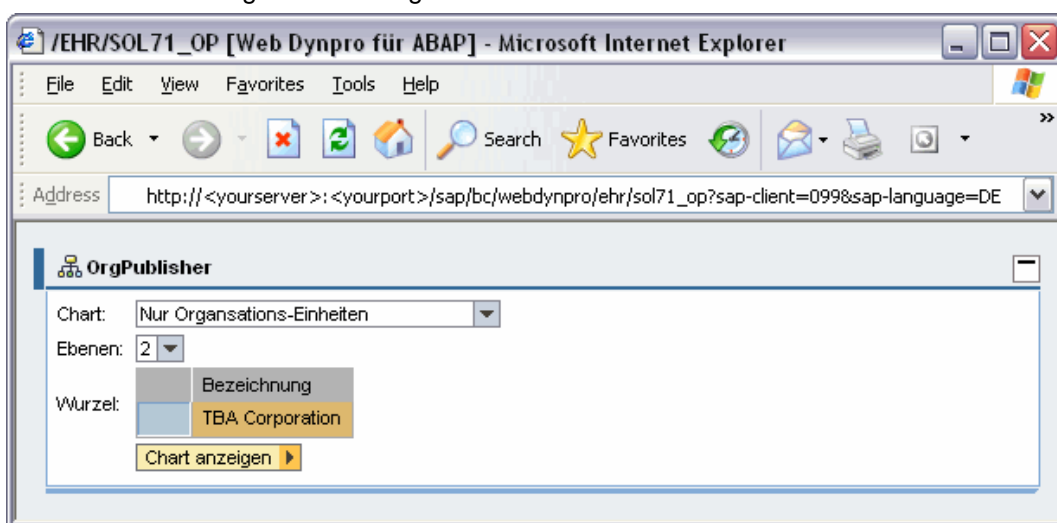 /EHR/SOL71_OP [Web Dynpro für ABAP] - Microsoft Internet Explorer
File Edit View Favorites Tools Help
Back Search Favorites »
Address http://<yourserver>:<yourport>/sap/bc/webdynpro/ehr/sol71_op?sap-client=099&sap-language=DE
OrgPublisher
Chart: Nur Organsations-Einheiten
Ebenen: 2
Bezeichnung
Wurzel:
TBA Corporation
Chart anzeigen